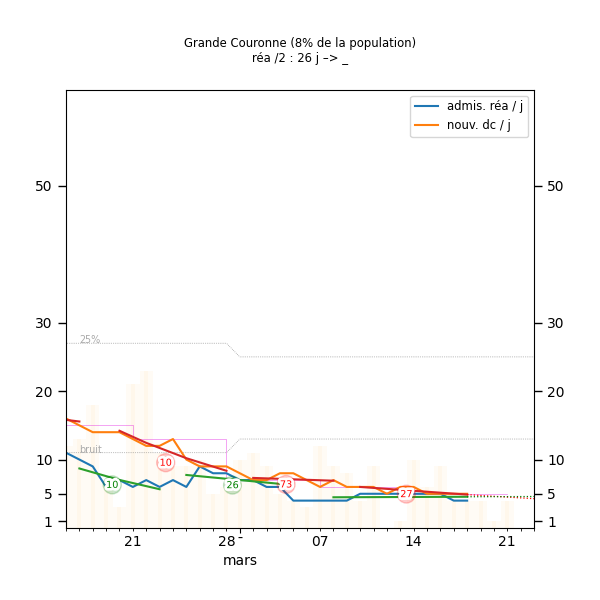 Grande Couronne (8% de la population)
réa /2 : 26 j –> _
admis. réa / j
nouv. dc / j
50 50
30 30
25%
20 20
bruit
10 10
10
10 26 73 27
5 5
1 1
21 28 - 07 14 21
mars